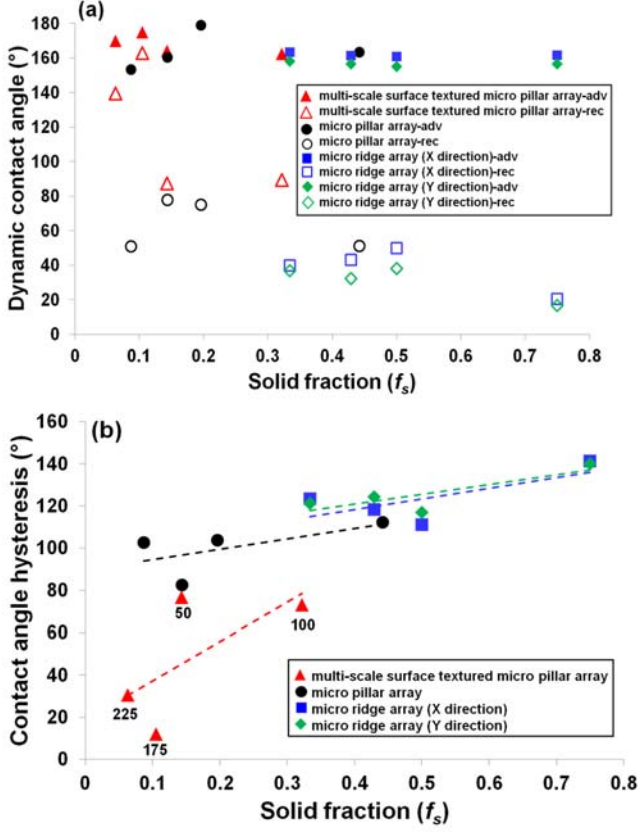 (a)
Dynamic contact angle (°)
180
160
140
120
100
80
60
40
20
0
multi-scale surface textured micro pillar array-adv
multi-scale surface textured micro pillar array-rec
micro pillar array-adv
micro pillar array-rec
micro ridge array (X direction)-adv
micro ridge array (X direction)-rec
micro ridge array (Y direction)-adv
micro ridge array (Y direction)-rec
0 0.1 0.2 0.3 0.4 0.5 0.6 0.7 0.8
Solid fraction (fs)
(b)
Contact angle hysteresis (°)
160
140
120
100
80
60
40
20
0
50
100
225
175
multi-scale surface textured micro pillar array
micro pillar array
micro ridge array (X direction)
micro ridge array (Y direction)
0 0.1 0.2 0.3 0.4 0.5 0.6 0.7 0.8
Solid fraction (fs)